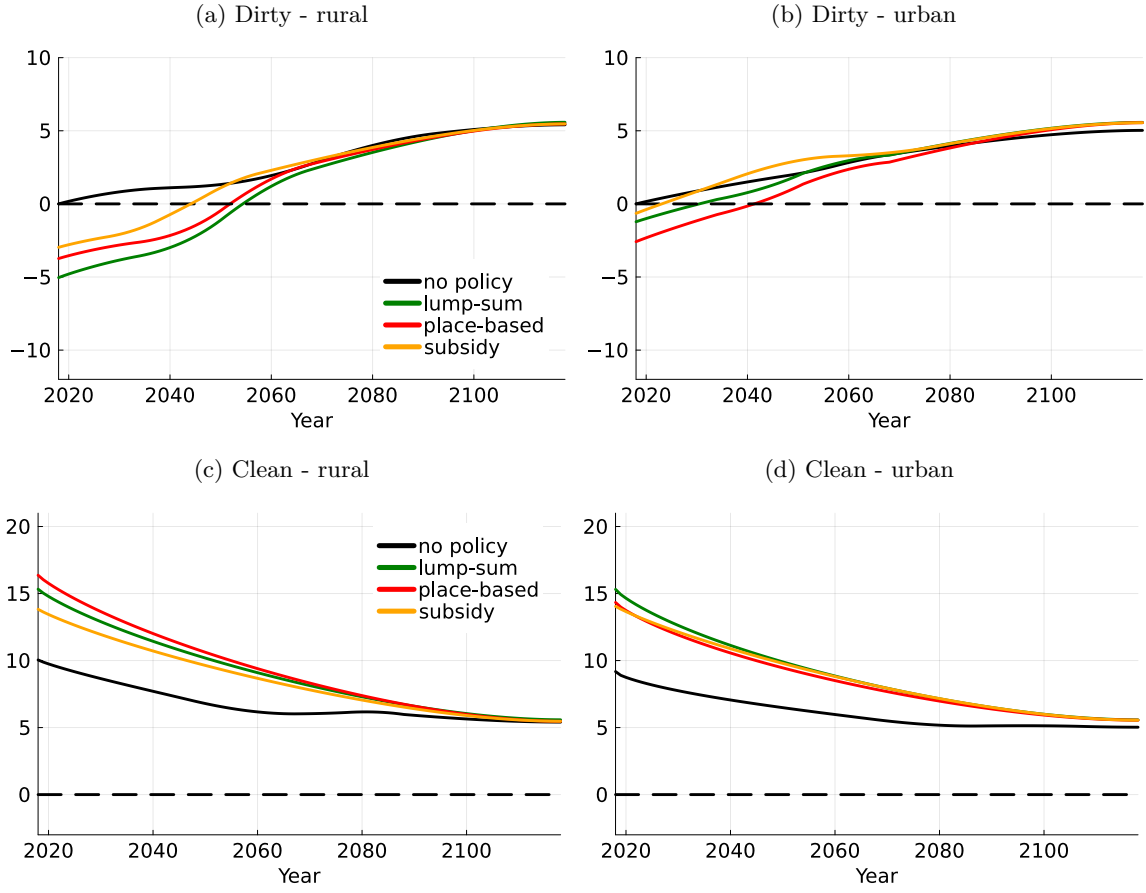 (a) Dirty - rural
10
5
0
−5
−10
no policy
lump-sum
place-based
subsidy
2020 2040 2060 2080 2100
Year
(b) Dirty - urban
10
5
0
−5
−10
2020 2040 2060 2080 2100
Year
(c) Clean - rural
20
15
10
5
0
no policy
lump-sum
place-based
subsidy
2020 2040 2060 2080 2100
Year
(d) Clean - urban
20
15
10
5
0
2020 2040 2060 2080 2100
Year